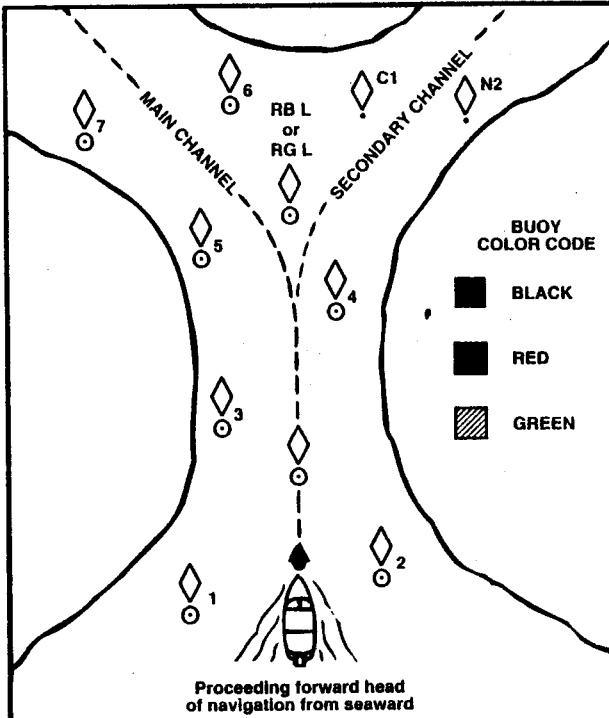 6
C1
N2
7
RB L
or
RG L
MAIN CHANNEL
SECONDARY CHANNEL
5
4
BUOY
COLOR CODE
BLACK
RED
GREEN
3
2
1
Proceeding forward head
of navigation from seaward